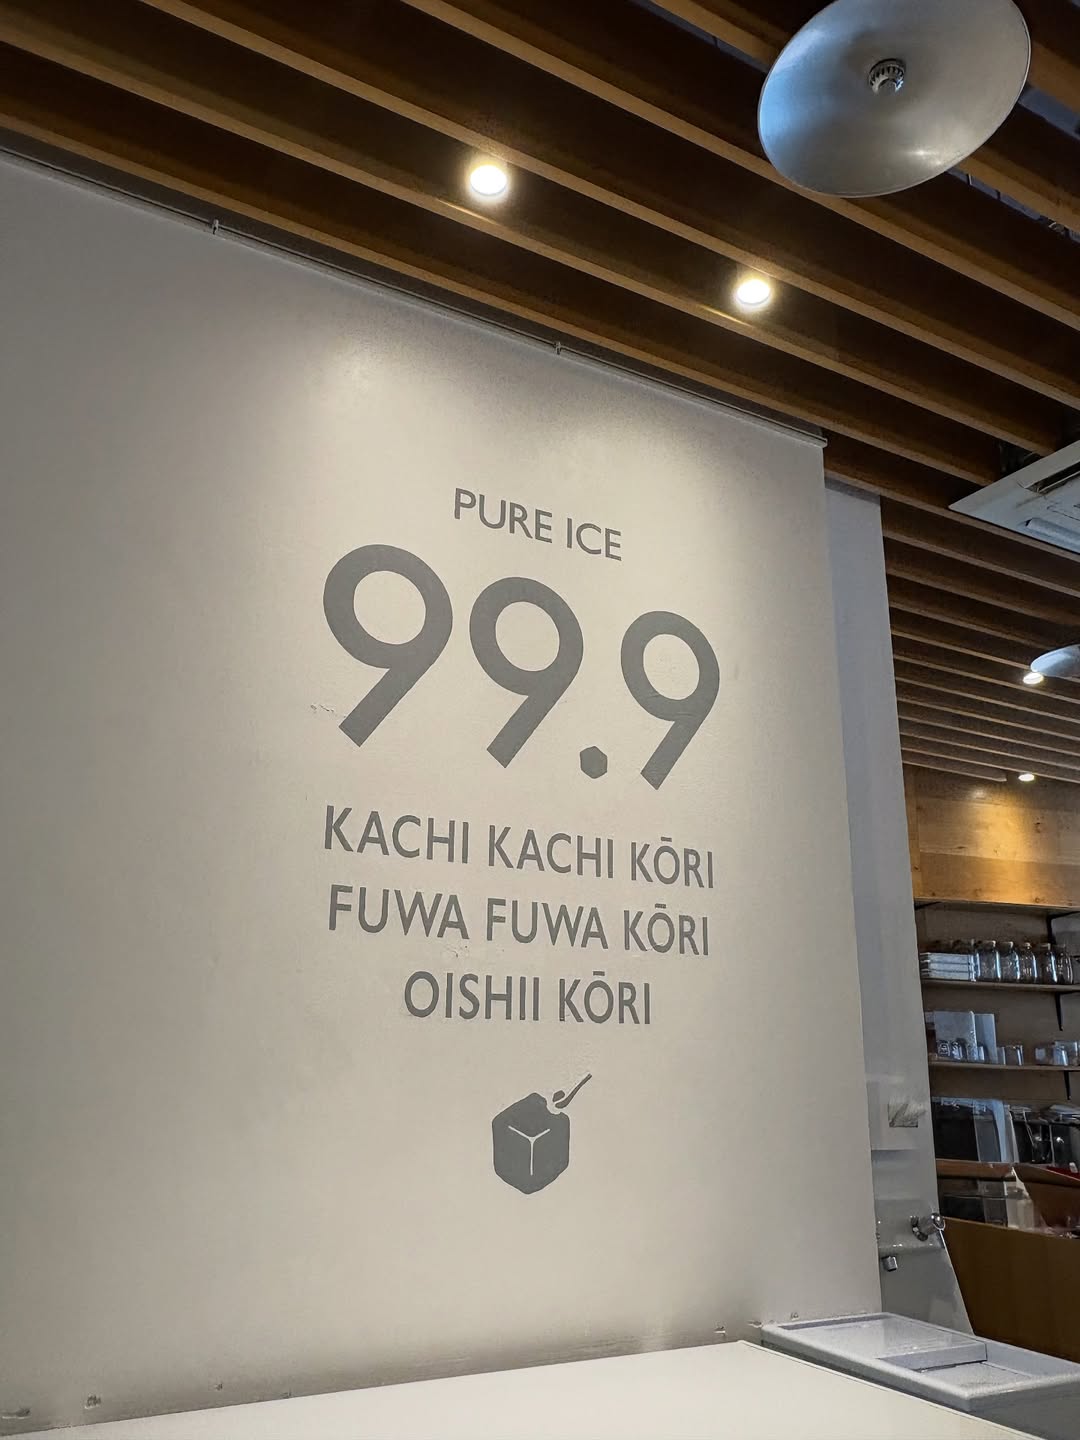 PURE ICE
99.9
KACHI KACHI KŌRI
FUWA FUWA KŌRI
OISHII KŌRI